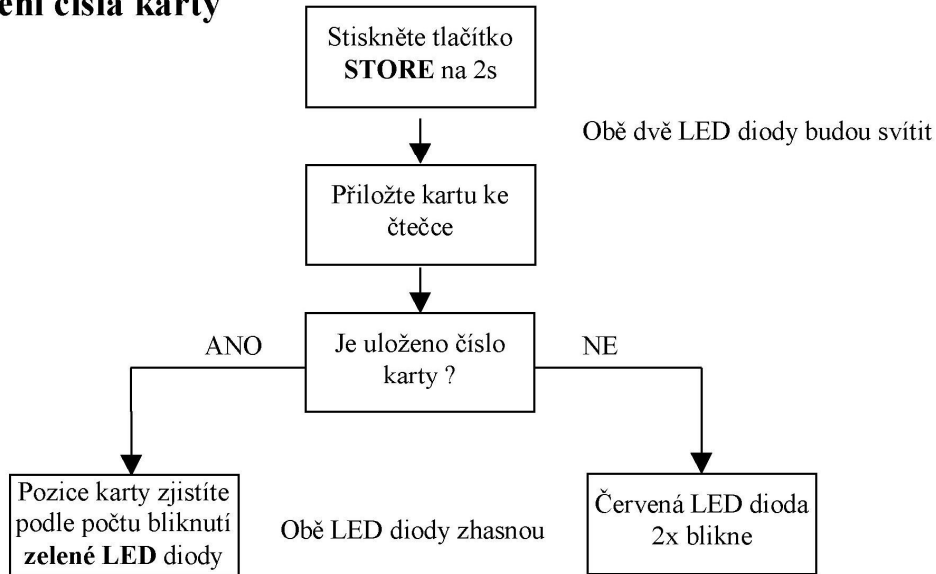 čísla karty
Stiskněte tlačítko
STORE na 2s
Obě dvě LED diody budou svítit
Přiložte kartu ke
čtečce
Je uloženo číslo
karty ?
ANO
NE
Pozice karty zjistíte
podle počtu bliknutí
zelené LED diody
Obě LED diody zhasnou
Červená LED dioda
2x blikne